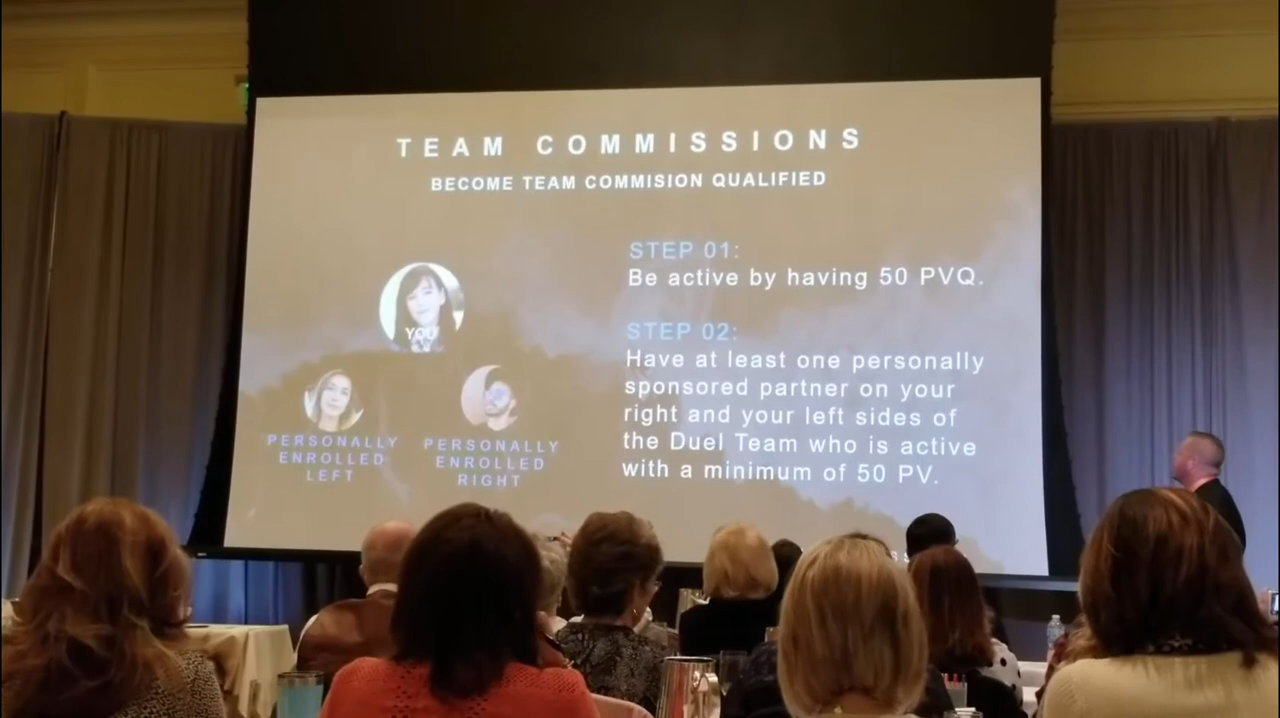 TEAM COMMISSIONS
BECOME TEAM COMMISION QUALIFIED
YOU
PERSONALLY
ENROLLED
LEFT
PERSONALLY
ENROLLED
RIGHT
STEP 01:
Be active by having 50 PVQ.
STEP 02:
Have at least one personally
sponsored partner on your
right and your left sides of
the Duel Team who is active
with a minimum of 50 PV.